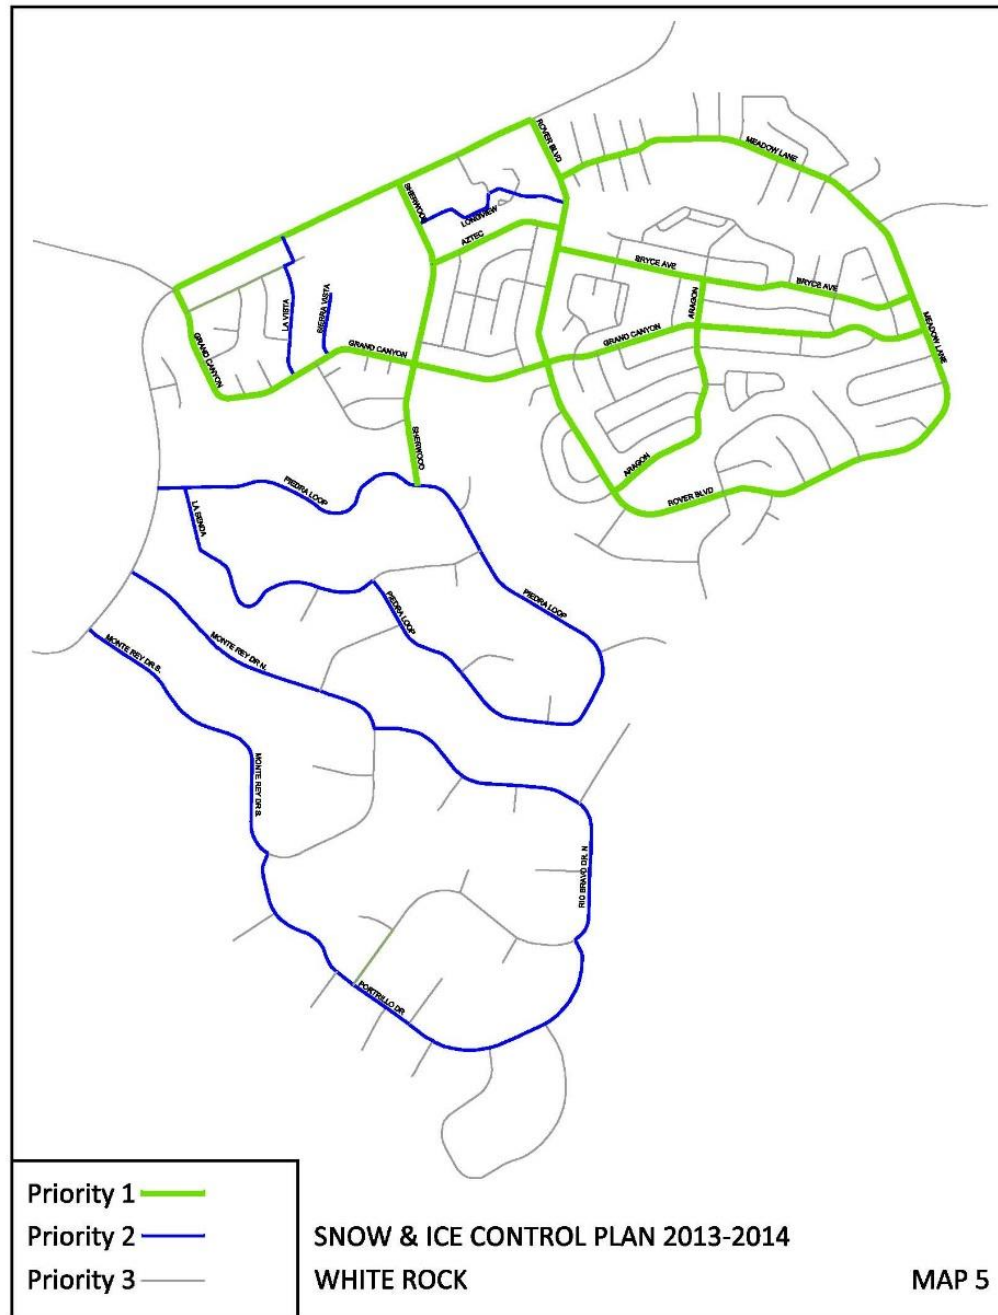 ROVER BLVD
MEADOW LANE
SHERWOOD
LONGVIEW
AZTEC
BRYCE AVE
BRYCE AVE
LA VISTA
SIERRA VISTA
ARAGON
MEADOW LANE
GRAND CANYON
GRAND CANYON
GRAND CANYON
SHERWOOD
ARAGON
ROVER BLVD
PIEDRA LOOP
LA SENDA
PIEDRA LOOP
PIEDRA LOOP
MONTE REY DR N.
MONTE REY DR S.
MONTE REY DR S.
RIO BRAVO DR. N
PORTRILLO DR
Priority 1
Priority 2
Priority 3
SNOW & ICE CONTROL PLAN 2013-2014
WHITE ROCK
MAP 5